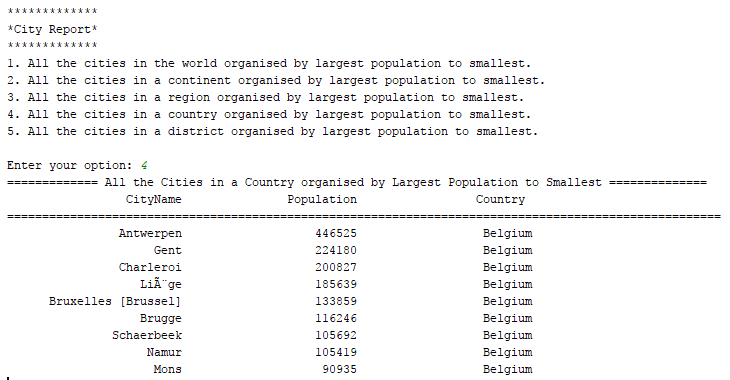 *************
*City Report*
*************
1. All the cities in the world organised by largest population to smallest.
2. All the cities in a continent organised by largest population to smallest.
3. All the cities in a region organised by largest population to smallest.
4. All the cities in a country organised by largest population to smallest.
5. All the cities in a district organised by largest population to smallest.
Enter your option: 4
============= All the Cities in a Country organised by Largest Population to Smallest ==============
CityName Population Country
======================================================================================================
Antwerpen 446525 Belgium
Gent 224180 Belgium
Charleroi 200827 Belgium
LiÃ¨ge 185639 Belgium
Bruxelles [Brussel] 133859 Belgium
Brugge 116246 Belgium
Schaerbeek 105692 Belgium
Namur 105419 Belgium
Mons 90935 Belgium